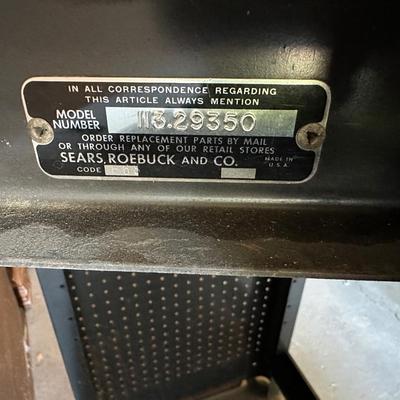 IN ALL CORRESPONDENCE REGARDING
THIS ARTICLE ALWAYS MENTION
MODEL
NUMBER
113.29350
ORDER REPLACEMENT PARTS BY MAIL
OR THROUGH ANY OF OUR RETAIL STORES
SEARS, ROEBUCK AND CO.
MADE IN
U.S.A.
CODE